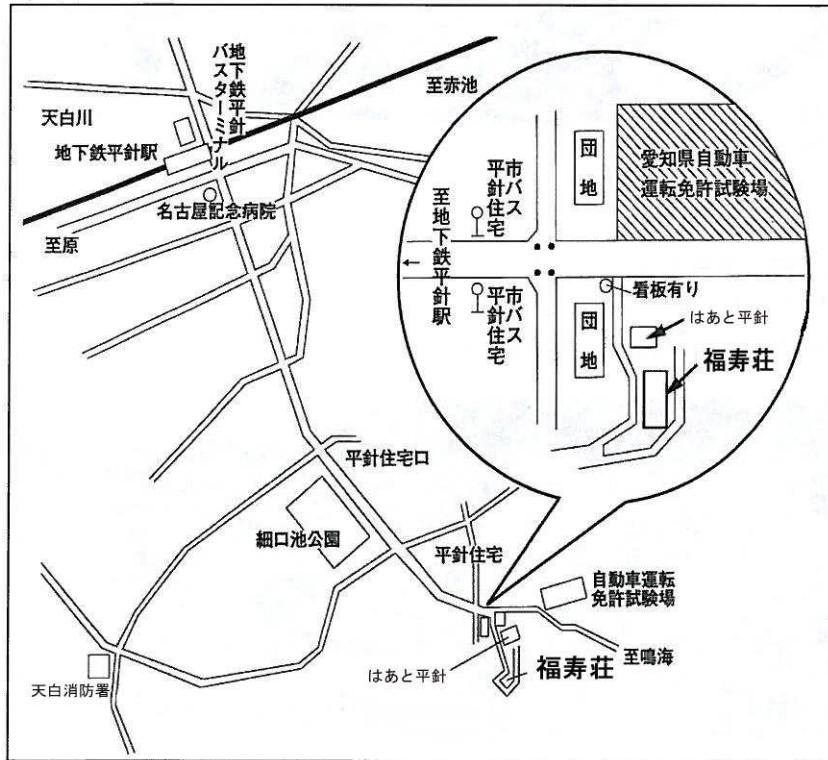 地下鉄平針
バスターミナル
至赤池
天白川
地下鉄平針駅
名古屋記念病院
至原
団地
愛知県自動車
運転免許試験場
市バス
平針住宅
至地下鉄平針駅
←
看板有り
市バス
平針住宅
団地
はあと平針
福寿荘
平針住宅口
細口池公園
平針住宅
自動車運転
免許試験場
至鳴海
はあと平針
福寿荘
天白消防署